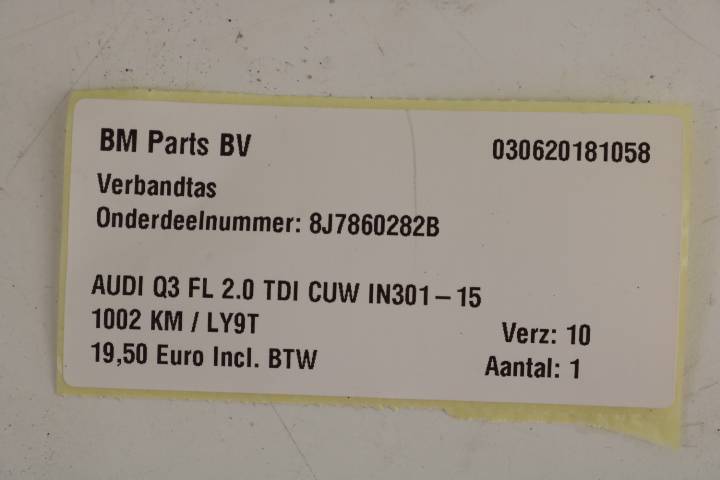 BM Parts BV 030620181058
Verbandtas
Onderdeelnummer: 8J7860282B
AUDI Q3 FL 2.0 TDI CUW IN301-15
1002 KM / LY9T Verz: 10
19,50 Euro Incl. BTW Aantal: 1